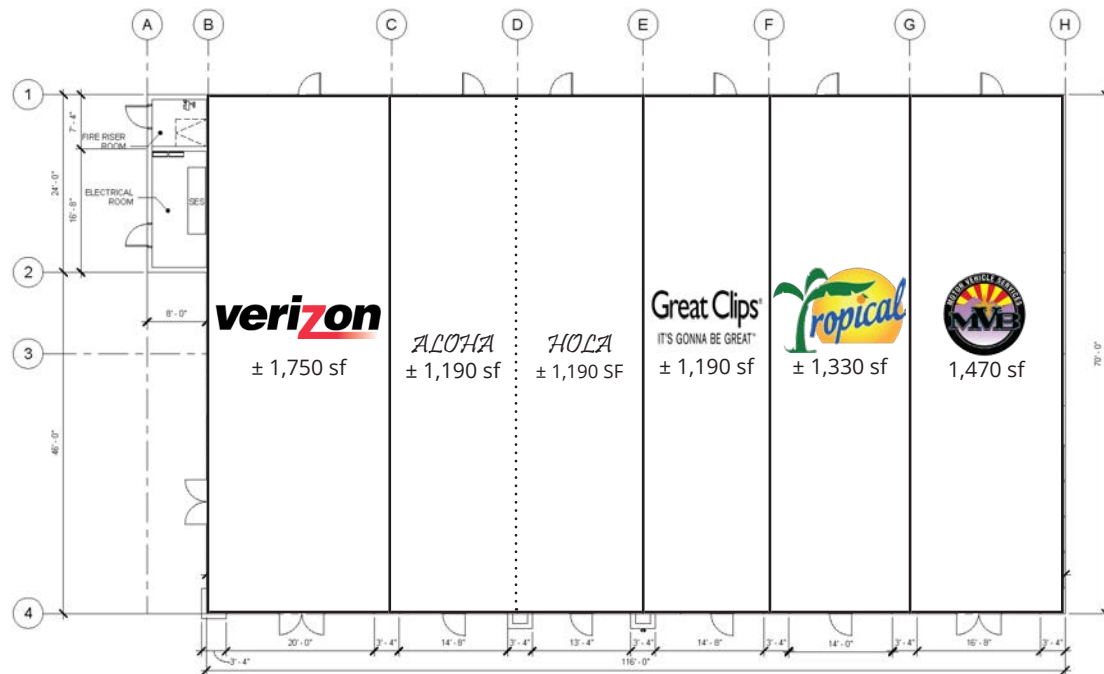 A B C D E F G H
1
7' - 4"
FIRE RISER
ROOM
24' - 0"
16' - 8"
ELECTRICAL
ROOM
SES
2
8' - 0"
3
70' - 0"
verizon
± 1,750 sf
ALOHA
± 1,190 sf
HOLA
± 1,190 SF
Great Clips®
IT'S GONNA BE GREAT™
± 1,190 sf
Tropical
± 1,330 sf
MOTOR VEHICLE SERVICES
MVB
1,470 sf
46' - 0"
4
20' - 0" 3' - 4" 14' - 8" 3' - 4" 13' - 4" 3' - 4" 14' - 8" 3' - 4" 14' - 0" 3' - 4" 16' - 8" 3' - 4"
3' - 4"
116' - 0"